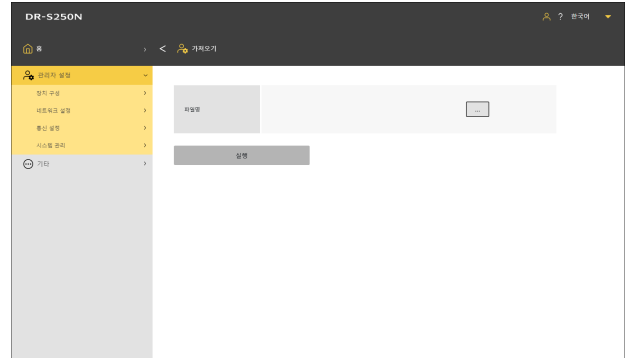 DR-S250N
? 한국어
홈
가져오기
관리자 설정
장치 구성
네트워크 설정
통신 설정
시스템 관리
기타
파일명
...
실행